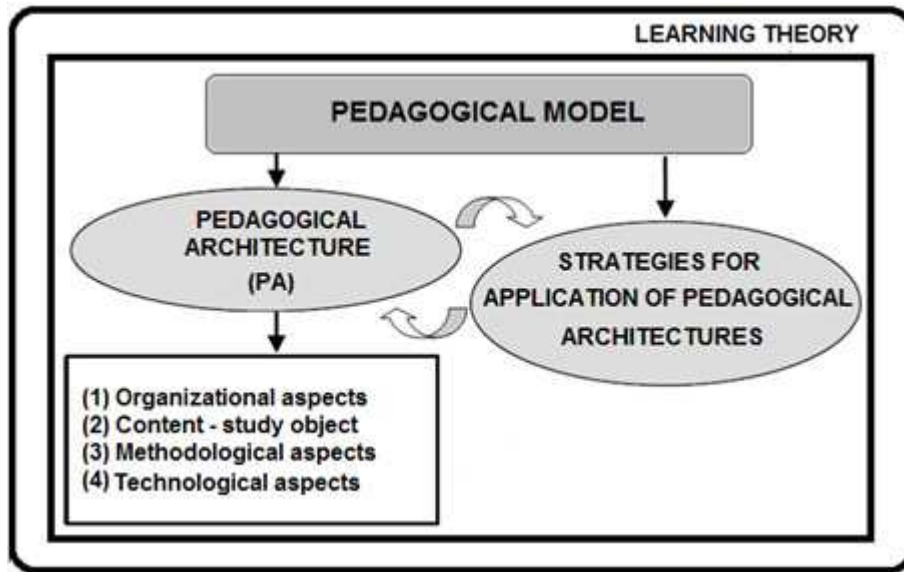 LEARNING THEORY
PEDAGOGICAL MODEL
PEDAGOGICAL
ARCHITECTURE
(PA)
STRATEGIES FOR
APPLICATION OF PEDAGOGICAL
ARCHITECTURES
(1) Organizational aspects
(2) Content - study object
(3) Methodological aspects
(4) Technological aspects